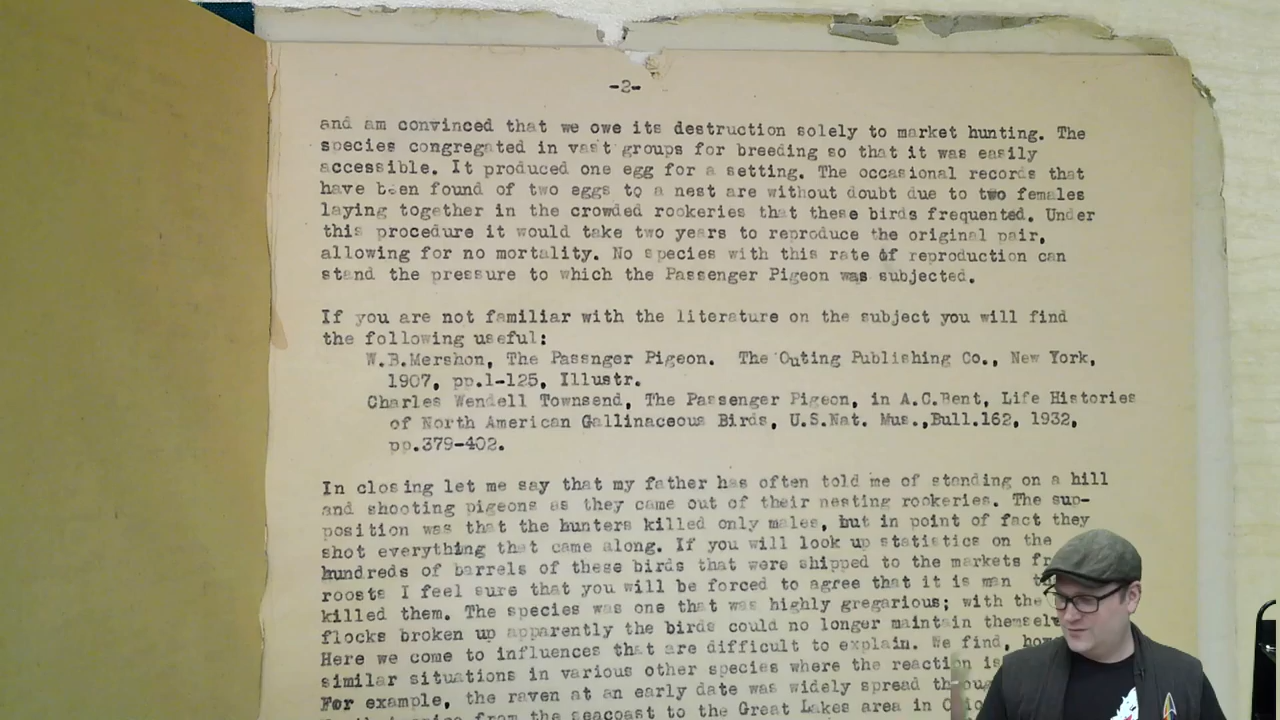 -2-
and am convinced that we owe its destruction solely to market hunting. The
species congregated in vast groups for breeding so that it was easily
accessible. It produced one egg for a setting. The occasional records that
have been found of two eggs to a nest are without doubt due to two females
laying together in the crowded rookeries that these birds frequented. Under
this procedure it would take two years to reproduce the original pair,
allowing for no mortality. No species with this rate of reproduction can
stand the pressure to which the Passenger Pigeon was subjected.
If you are not familiar with the literature on the subject you will find
the following useful:
W.B.Mershon, The Passnger Pigeon. The Outing Publishing Co., New York,
1907, pp.1-125, Illustr.
Charles Wendell Townsend, The Passenger Pigeon, in A.C.Bent, Life Histories
of North American Gallinaceous Birds, U.S.Nat. Mus.,Bull.162, 1932,
pp.379-402.
In closing let me say that my father has often told me of standing on a hill
and shooting pigeons as they came out of their nesting rookeries. The sup-
position was that the hunters killed only males, but in point of fact they
shot everything that came along. If you will look up statistics on the
hundreds of barrels of these birds that were shipped to the markets
roosts I feel sure that you will be forced to agree that it is man
killed them. The species was one that was highly gregarious; with the
flocks broken up apparently the birds could no longer maintain
Here we come to influences that are difficult to explain. We find,
similar situations in various other species where the reaction is
For example, the raven at an early date was widely spread
from the seacoast to the Great Lakes area in